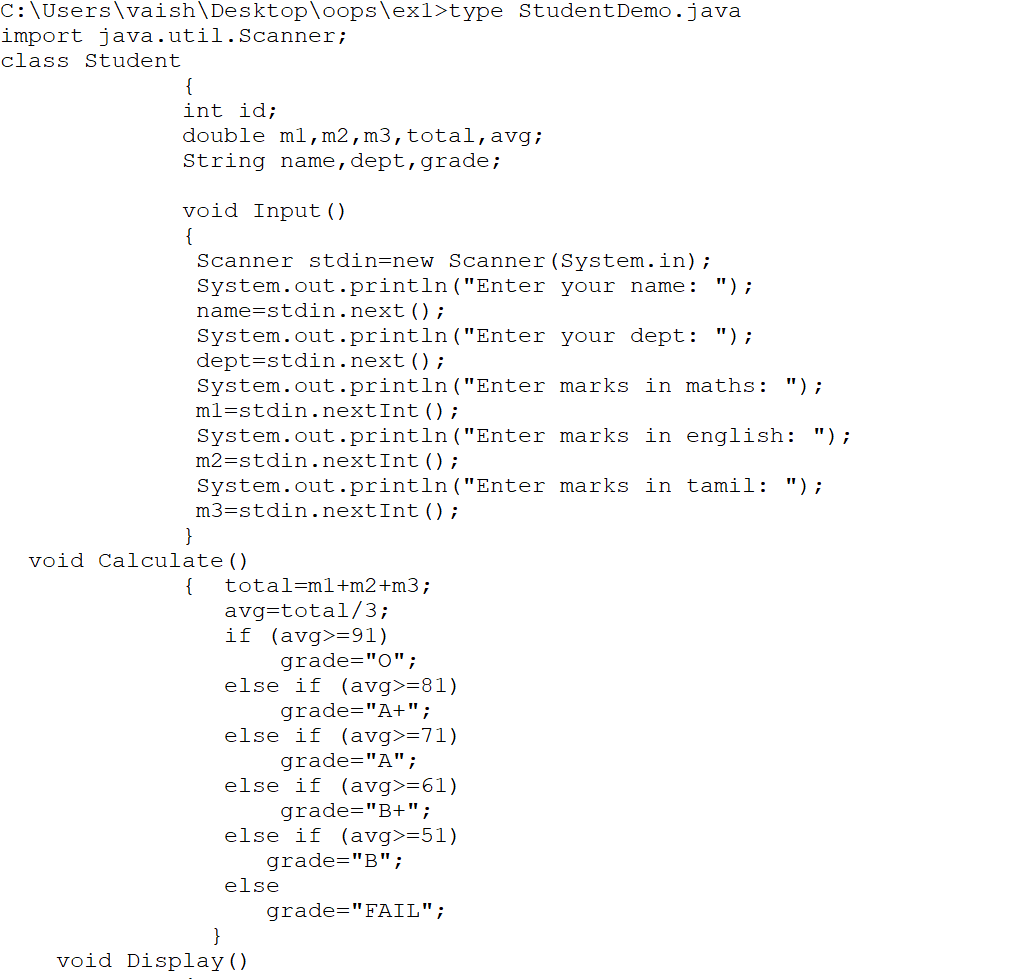 C:\Users\vaish\Desktop\oops\ex1>type StudentDemo.java
import java.util.Scanner;
class Student
{
int id;
double m1,m2,m3,total,avg;
String name,dept,grade;
void Input()
{
Scanner stdin=new Scanner(System.in);
System.out.println("Enter your name: ");
name=stdin.next();
System.out.println("Enter your dept: ");
dept=stdin.next();
System.out.println("Enter marks in maths: ");
m1=stdin.nextInt();
System.out.println("Enter marks in english: ");
m2=stdin.nextInt();
System.out.println("Enter marks in tamil: ");
m3=stdin.nextInt();
}
void Calculate()
{ total=m1+m2+m3;
avg=total/3;
if (avg>=91)
grade="O";
else if (avg>=81)
grade="A+";
else if (avg>=71)
grade="A";
else if (avg>=61)
grade="B+";
else if (avg>=51)
grade="B";
else
grade="FAIL";
}
void Display()